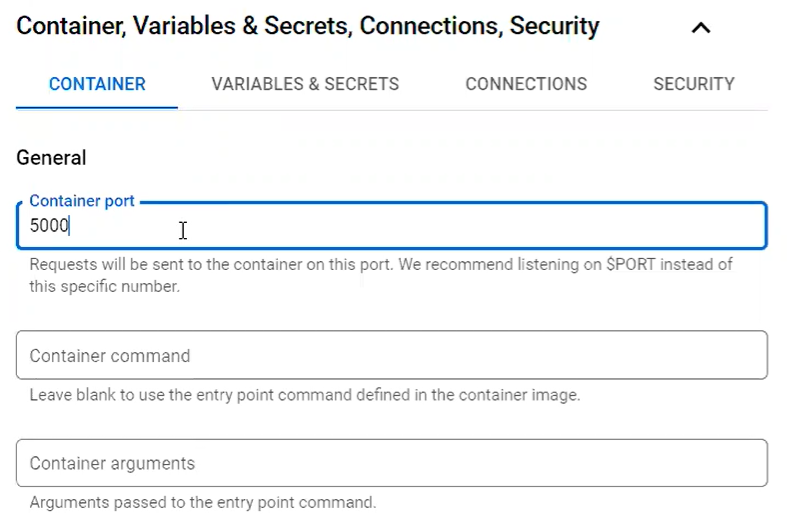 Container, Variables & Secrets, Connections, Security
CONTAINER VARIABLES & SECRETS CONNECTIONS SECURITY
General
Container port
5000
Requests will be sent to the container on this port. We recommend listening on $PORT instead of
this specific number.
Container command
Leave blank to use the entry point command defined in the container image.
Container arguments
Arguments passed to the entry point command.